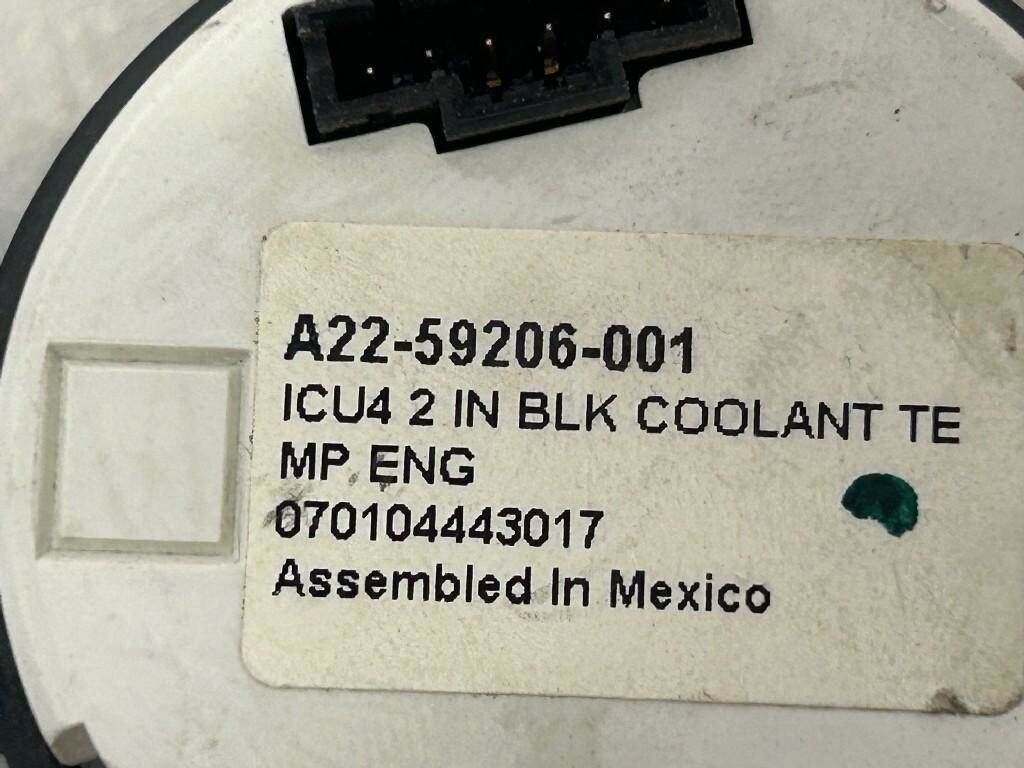 A22-59206-001
ICU4 2 IN BLK COOLANT TE
MP ENG
070104443017
Assembled In Mexico